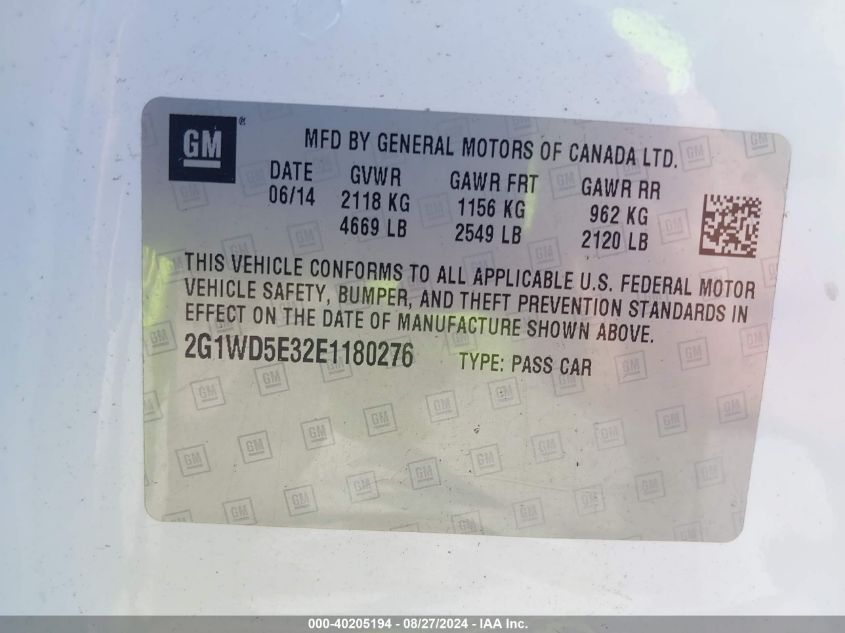 GM®
MFD BY GENERAL MOTORS OF CANADA LTD.
DATE GVWR GAWR FRT GAWR RR
06/14 2118 KG 1156 KG 962 KG
4669 LB 2549 LB 2120 LB
THIS VEHICLE CONFORMS TO ALL APPLICABLE U.S. FEDERAL MOTOR
VEHICLE SAFETY, BUMPER, AND THEFT PREVENTION STANDARDS IN
EFFECT ON THE DATE OF MANUFACTURE SHOWN ABOVE.
2G1WD5E32E1180276 TYPE: PASS CAR
000-40205194 - 08/27/2024 - IAA Inc.